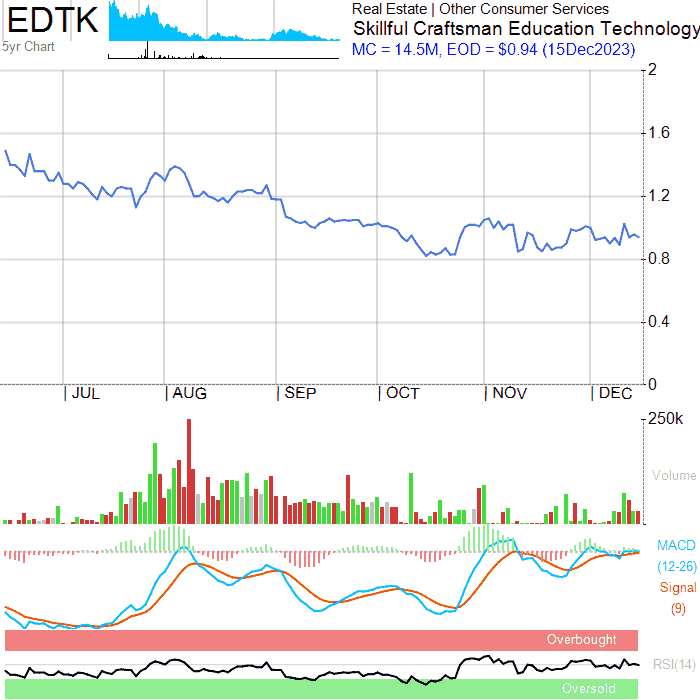 EDTK
5yr Chart
Real Estate | Other Consumer Services
Skillful Craftsman Education Technology
MC = 14.5M, EOD = $0.94 (15Dec2023)
2
1.6
1.2
0.8
0.4
0
| JUL | AUG | SEP | OCT | NOV | DEC
250k
Volume
MACD
(12-26)
Signal
(9)
Overbought
RSI(14)
Oversold